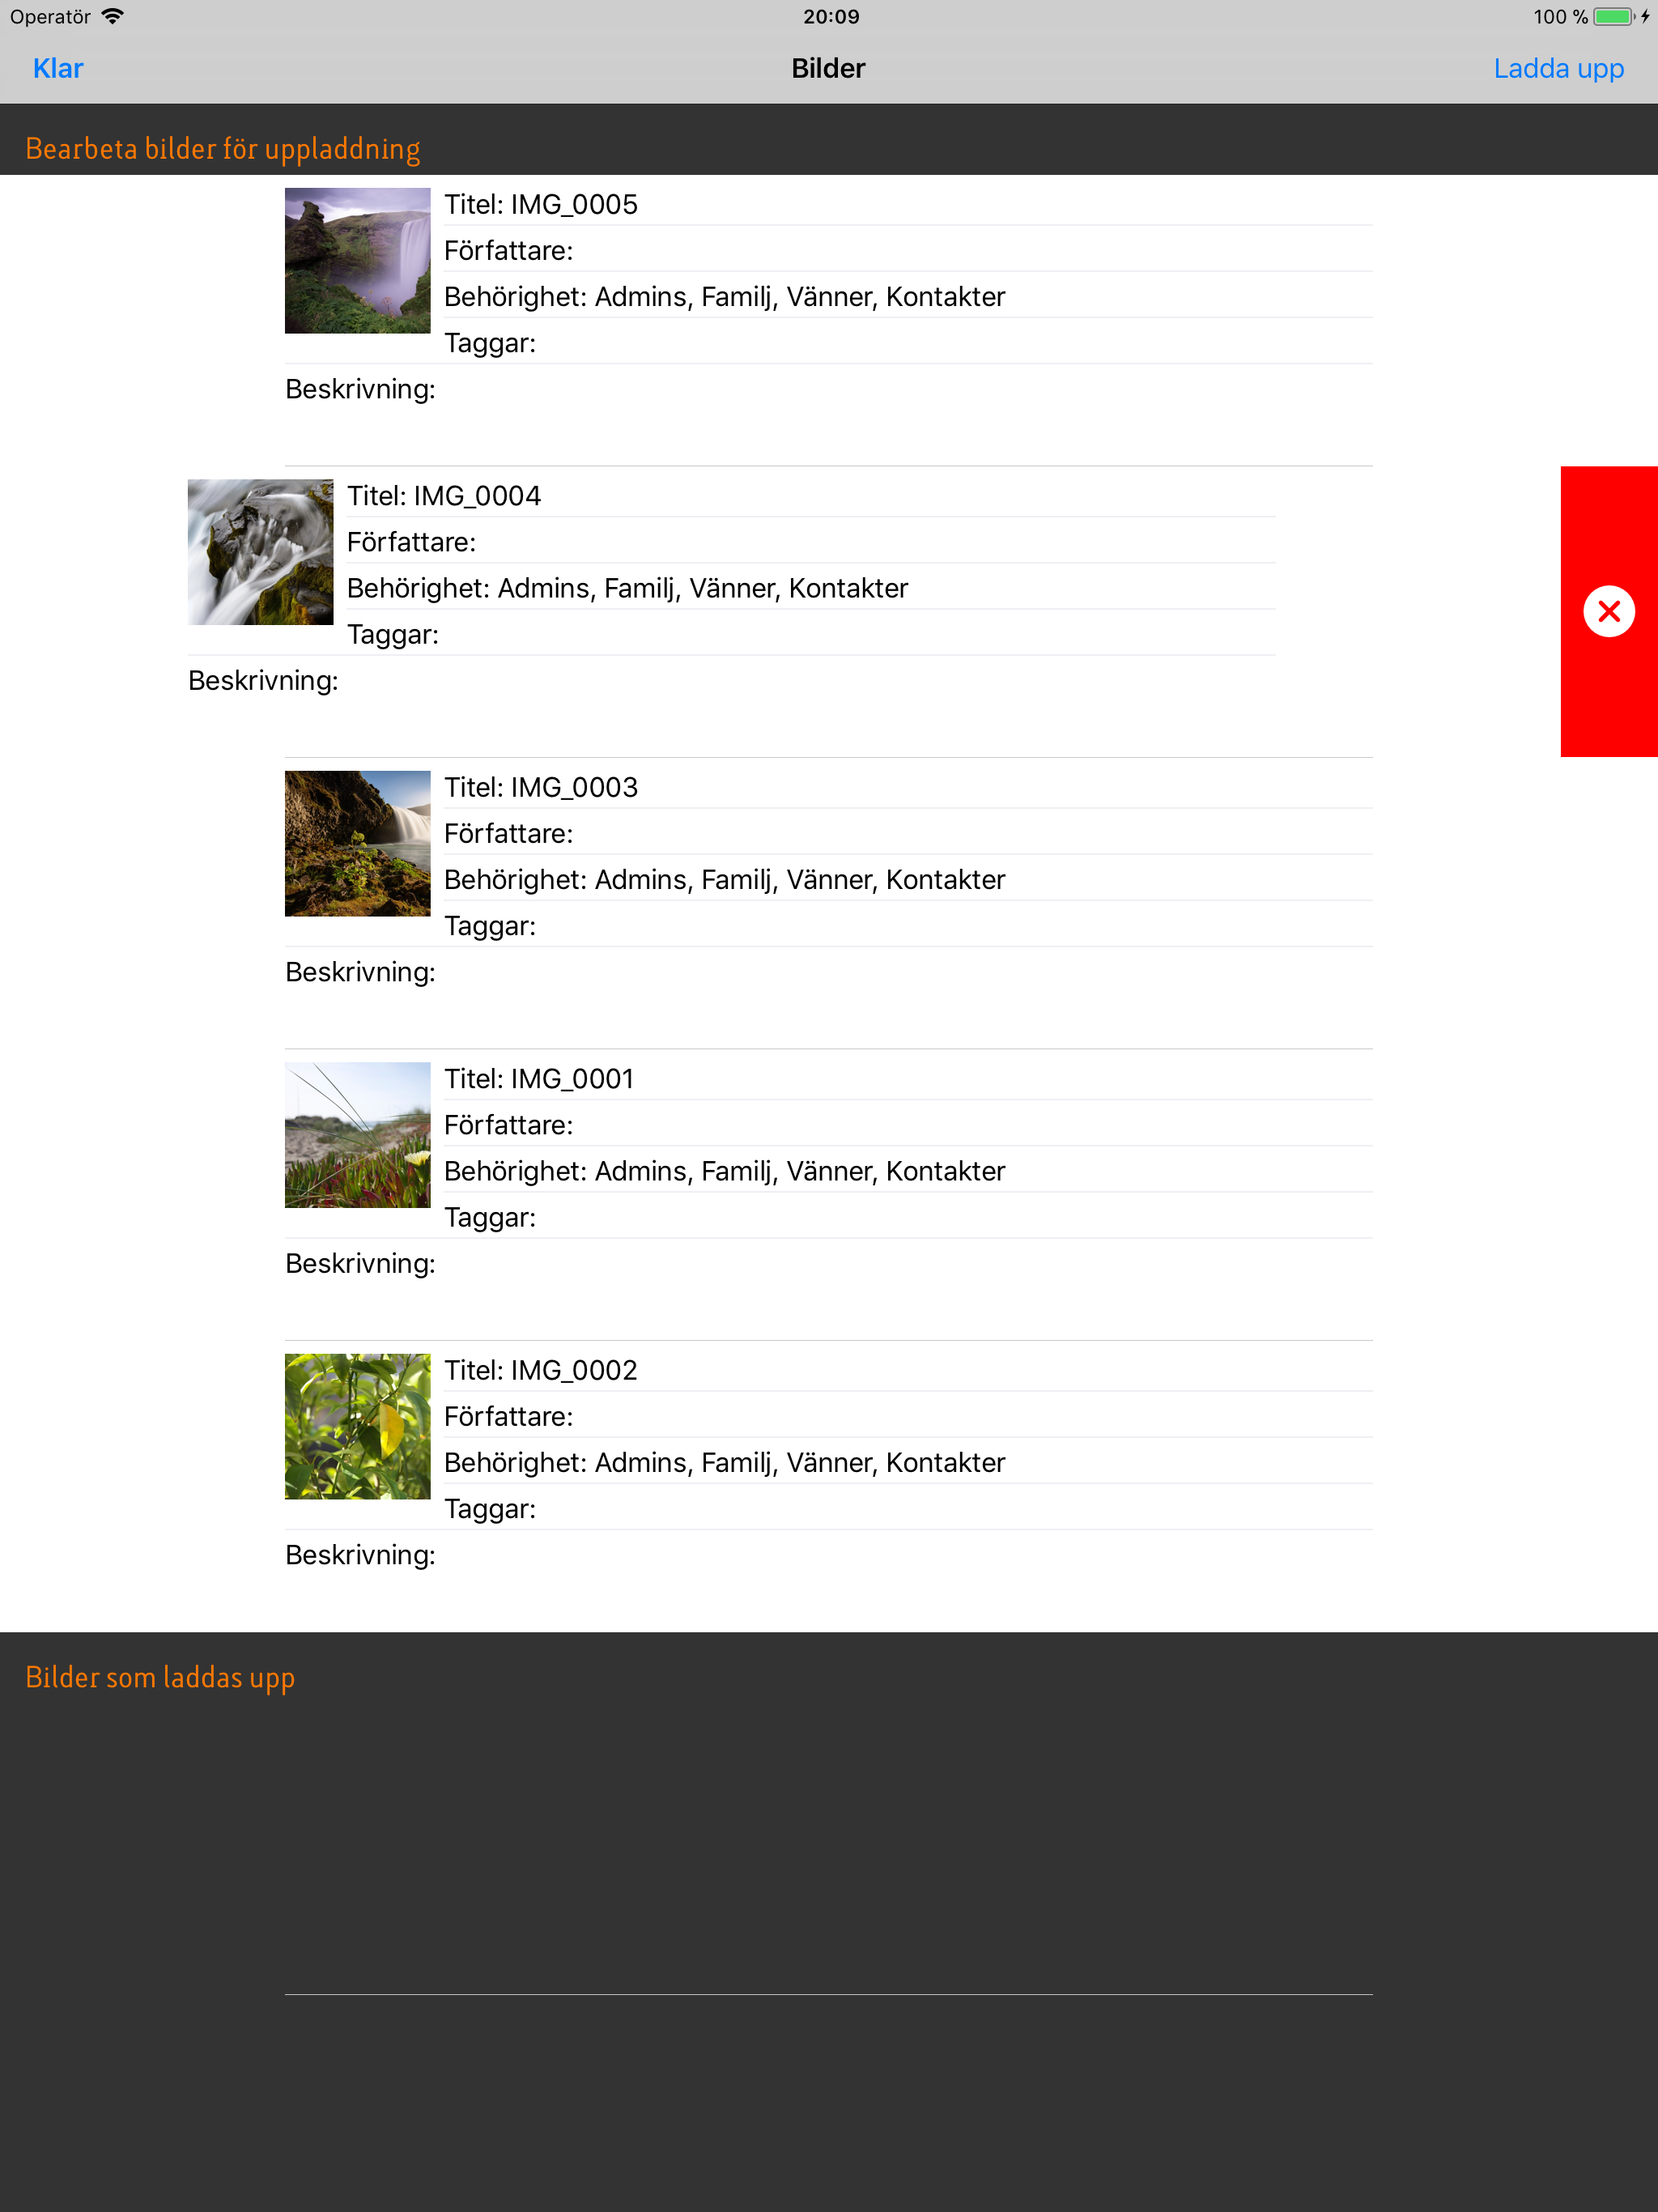 Operatör 20:09 100 %
Klar Bilder Ladda upp
Bearbeta bilder för uppladdning
Titel: IMG_0005
Författare:
Behörighet: Admins, Familj, Vänner, Kontakter
Taggar:
Beskrivning:
Titel: IMG_0004
Författare:
Behörighet: Admins, Familj, Vänner, Kontakter
Taggar:
Beskrivning:
Titel: IMG_0003
Författare:
Behörighet: Admins, Familj, Vänner, Kontakter
Taggar:
Beskrivning:
Titel: IMG_0001
Författare:
Behörighet: Admins, Familj, Vänner, Kontakter
Taggar:
Beskrivning:
Titel: IMG_0002
Författare:
Behörighet: Admins, Familj, Vänner, Kontakter
Taggar:
Beskrivning:
Bilder som laddas upp